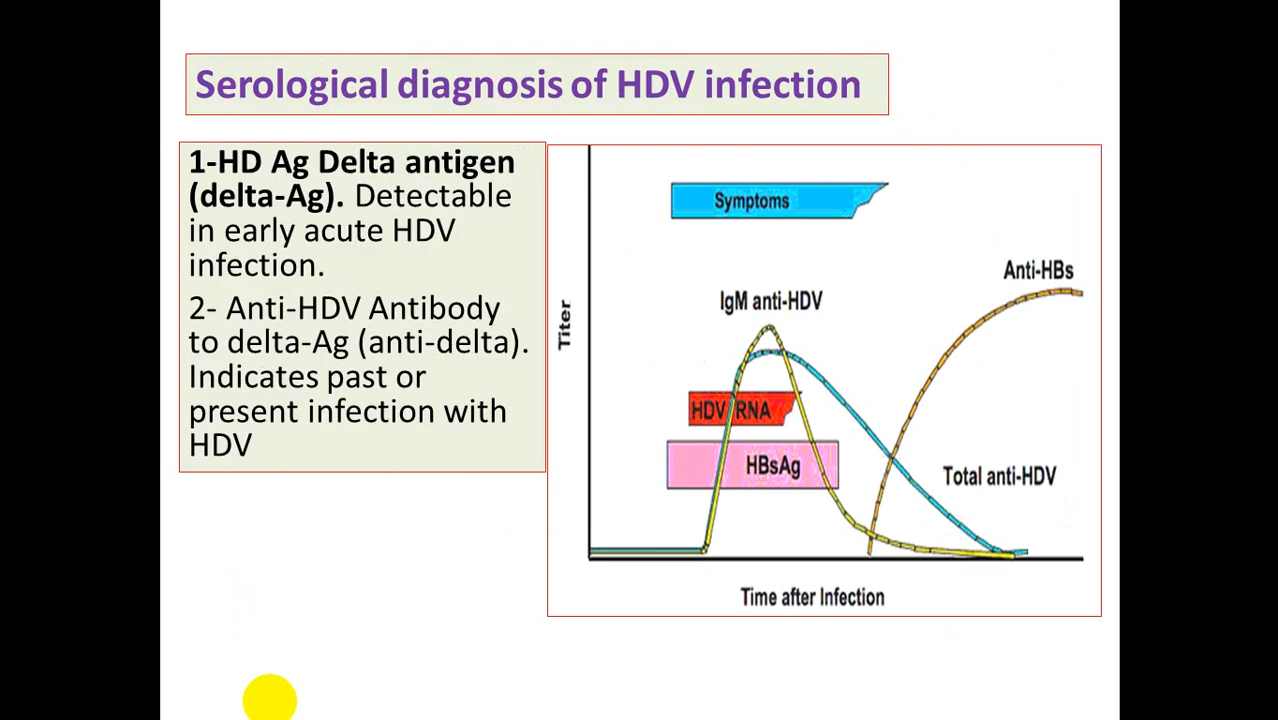 Serological diagnosis of HDV infection
1-HD Ag Delta antigen
(delta-Ag). Detectable
in early acute HDV
infection.
2- Anti-HDV Antibody
to delta-Ag (anti-delta).
Indicates past or
present infection with
HDV
Symptoms
Anti-HBs
IgM anti-HDV
Titer
HDV RNA
HBsAg
Total anti-HDV
Time after Infection